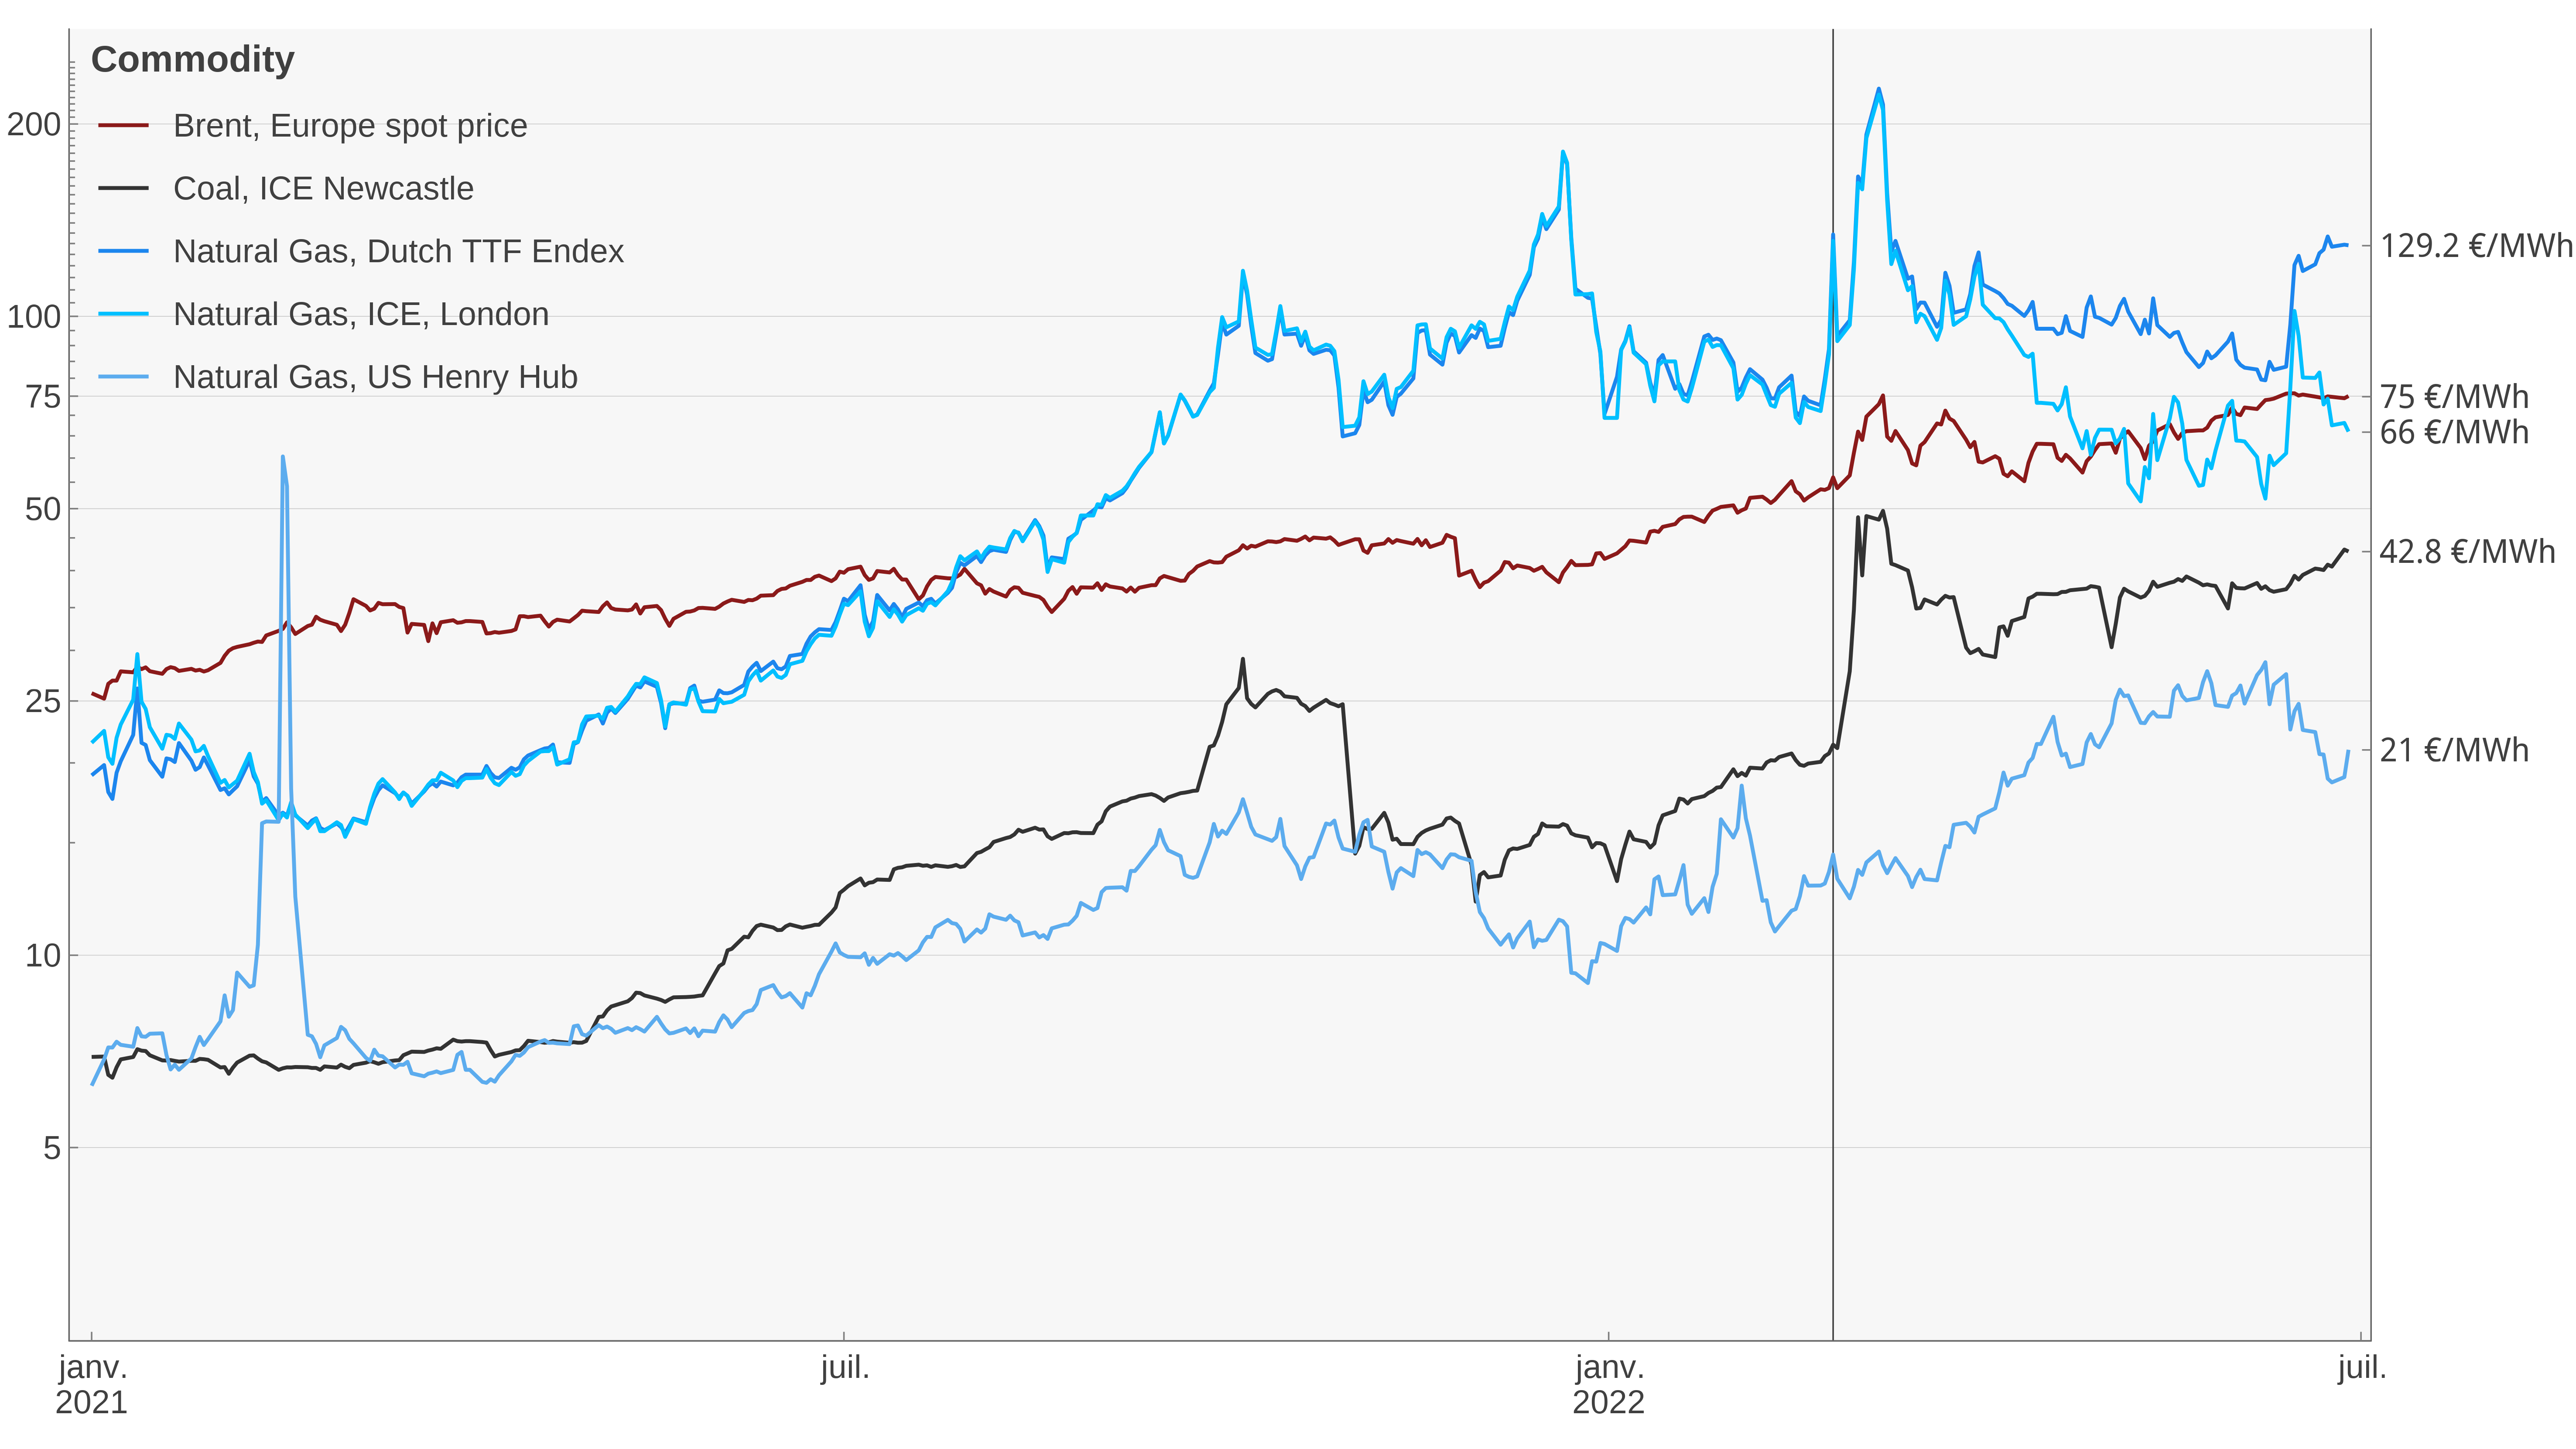 Commodity
Brent, Europe spot price
Coal, ICE Newcastle
Natural Gas, Dutch TTF Endex
Natural Gas, ICE, London
Natural Gas, US Henry Hub
200
100
75
50
25
10
5
129.2 €/MWh
75 €/MWh
66 €/MWh
42.8 €/MWh
21 €/MWh
janv.
2021
juil.
janv.
2022
juil.